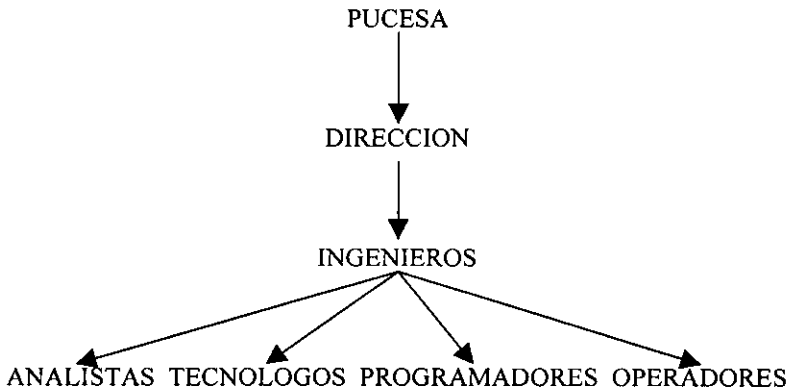 PUCESA
DIRECCION
INGENIEROS
ANALISTAS TECNOLOGOS PROGRAMADORES OPERADORES